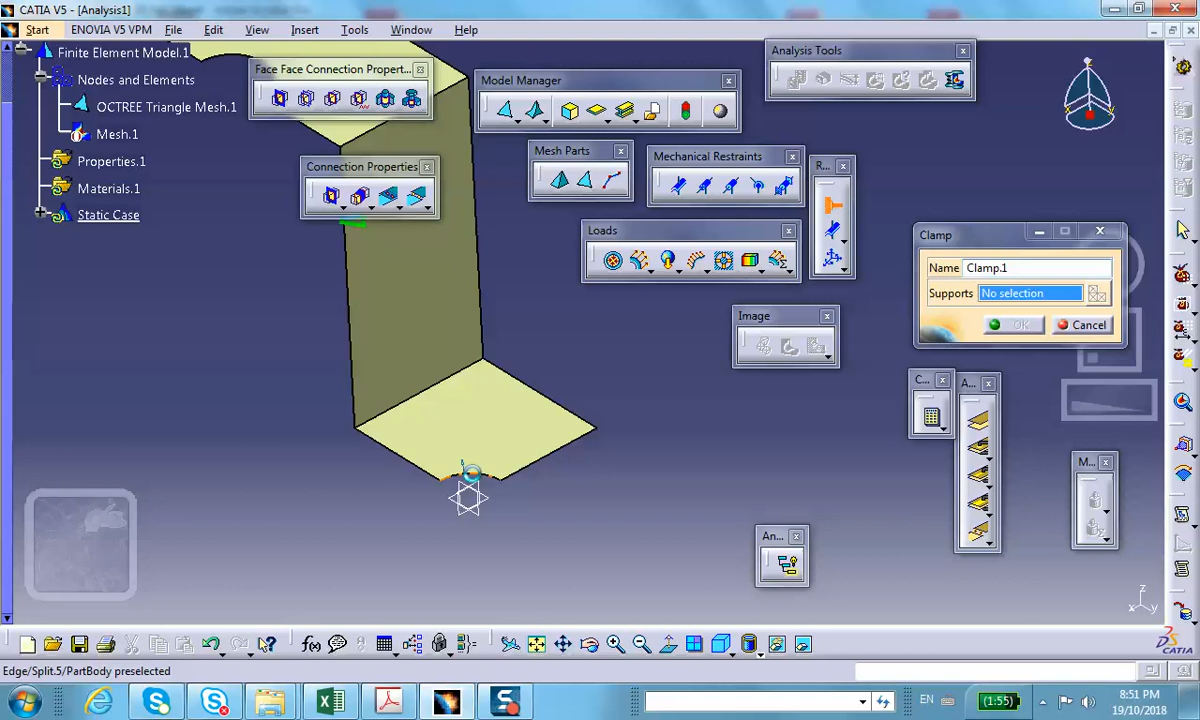 CATIA V5 - [Analysis1]
Start
ENOVIA V5 VPM
File
Edit
View
Insert
Tools
Window
Help
Finite Element Model.1
Nodes and Elements
OCTREE Triangle Mesh.1
Mesh.1
Properties.1
Materials.1
Static Case
Face Face Connection Propert...
Connection Properties
Model Manager
Analysis Tools
Mesh Parts
Mechanical Restraints
R...
Loads
Image
Clamp
Name Clamp.1
Supports No selection
OK Cancel
C...
A...
M...
An...
z
x y
f(x)
CATIA
Edge/Split.5/PartBody preselected
EN
(1:55)
8:51 PM
19/10/2018